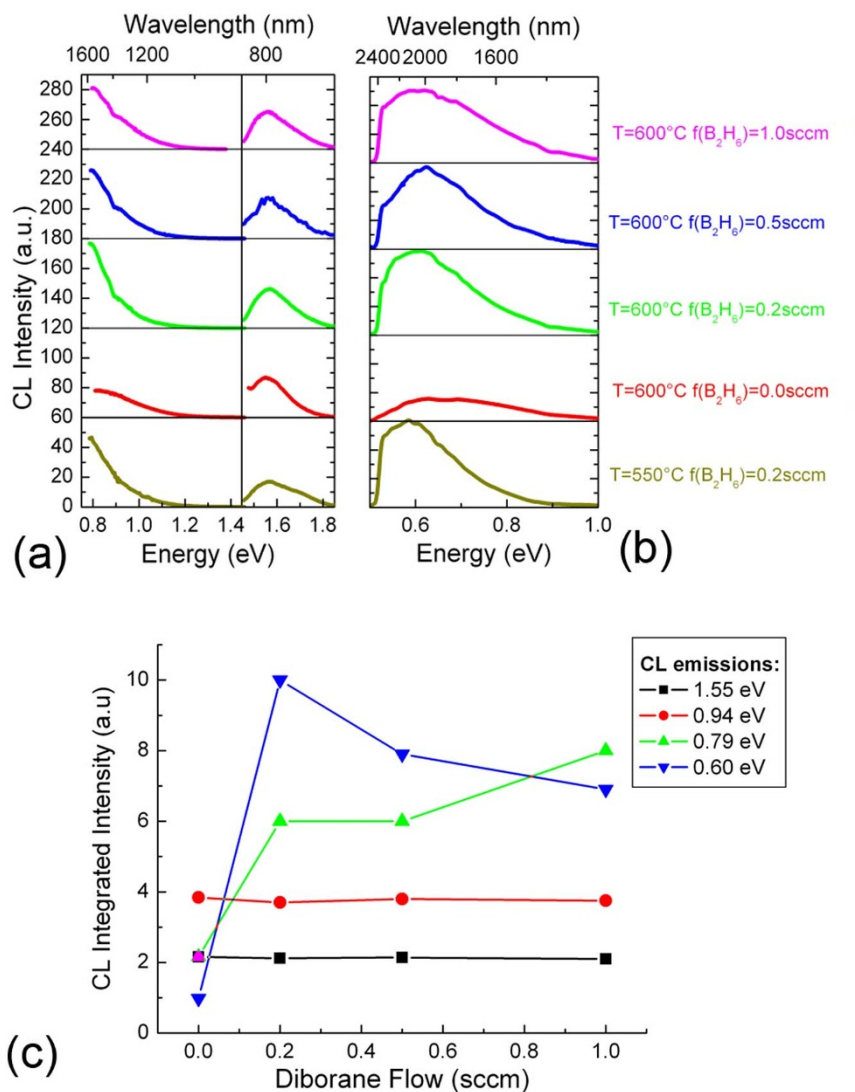 Wavelength (nm)
1600 1200 800
Wavelength (nm)
2400 2000 1600
CL Intensity (a.u.)
280
260
240
220
200
180
160
140
120
100
80
60
40
20
0
T=600°C f(B₂H₆)=1.0sccm
T=600°C f(B₂H₆)=0.5sccm
T=600°C f(B₂H₆)=0.2sccm
T=600°C f(B₂H₆)=0.0sccm
T=550°C f(B₂H₆)=0.2sccm
0.8 1.0 1.2 1.4 1.6 1.8
0.6 0.8 1.0
(a) Energy (eV)
Energy (eV) (b)
CL Integrated Intensity (a.u)
10
8
6
4
2
0
CL emissions:
1.55 eV
0.94 eV
0.79 eV
0.60 eV
0.0 0.2 0.4 0.6 0.8 1.0
(c) Diborane Flow (sccm)